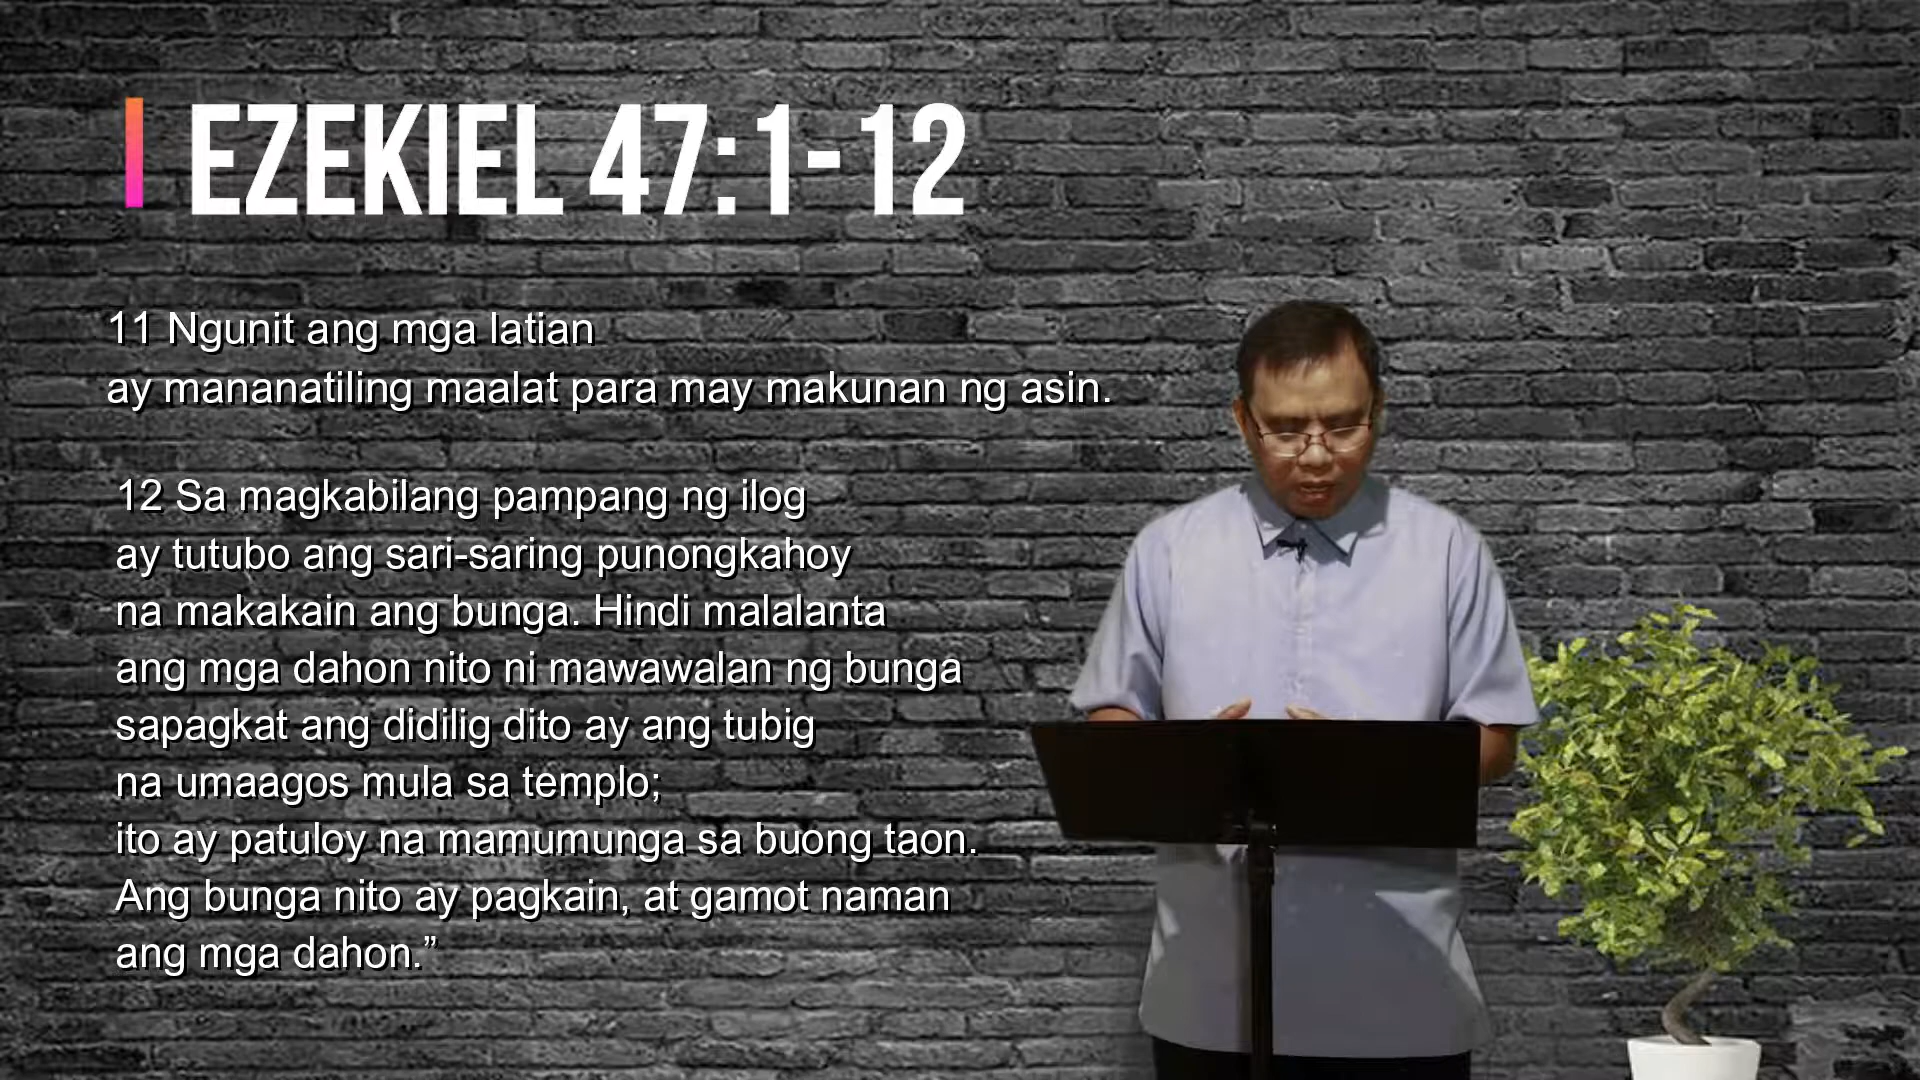 EZEKIEL 47:1-12
11 Ngunit ang mga latian
ay mananatiling maalat para may makunan ng asin.
12 Sa magkabilang pampang ng ilog
ay tutubo ang sari-saring punongkahoy
na makakain ang bunga. Hindi malalanta
ang mga dahon nito ni mawawalan ng bunga
sapagkat ang didilig dito ay ang tubig
na umaagos mula sa templo;
ito ay patuloy na mamumunga sa buong taon.
Ang bunga nito ay pagkain, at gamot naman
ang mga dahon.”